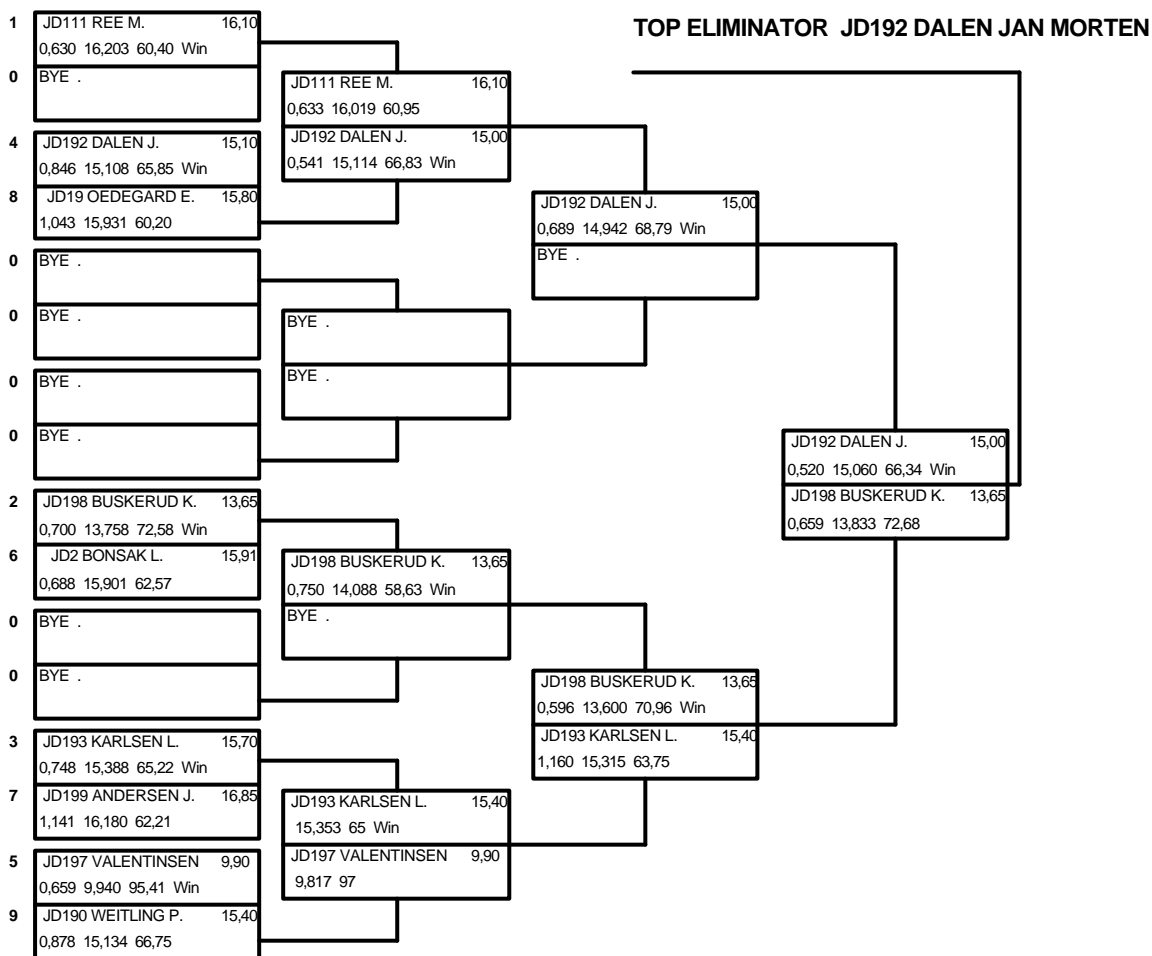 TOP ELIMINATOR JD192 DALEN JAN MORTEN
1 JD111 REE M. 16,10
0,630 16,203 60,40 Win
0 BYE .
4 JD192 DALEN J. 15,10
0,846 15,108 65,85 Win
8 JD19 OEDEGARD E. 15,80
1,043 15,931 60,20
0 BYE .
0 BYE .
0 BYE .
0 BYE .
2 JD198 BUSKERUD K. 13,65
0,700 13,758 72,58 Win
6 JD2 BONSAK L. 15,91
0,688 15,901 62,57
0 BYE .
0 BYE .
3 JD193 KARLSEN L. 15,70
0,748 15,388 65,22 Win
7 JD199 ANDERSEN J. 16,85
1,141 16,180 62,21
5 JD197 VALENTINSEN 9,90
0,659 9,940 95,41 Win
9 JD190 WEITLING P. 15,40
0,878 15,134 66,75
JD111 REE M. 16,10
0,633 16,019 60,95
JD192 DALEN J. 15,00
0,541 15,114 66,83 Win
BYE .
BYE .
JD198 BUSKERUD K. 13,65
0,750 14,088 58,63 Win
BYE .
JD193 KARLSEN L. 15,40
15,353 65 Win
JD197 VALENTINSEN 9,90
9,817 97
JD192 DALEN J. 15,00
0,689 14,942 68,79 Win
BYE .
JD198 BUSKERUD K. 13,65
0,596 13,600 70,96 Win
JD193 KARLSEN L. 15,40
1,160 15,315 63,75
JD192 DALEN J. 15,00
0,520 15,060 66,34 Win
JD198 BUSKERUD K. 13,65
0,659 13,833 72,68